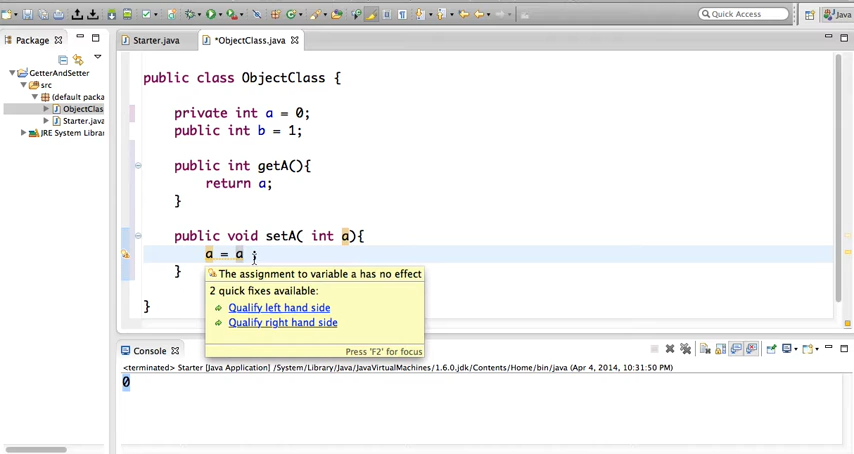 Quick Access
Java
Package
Starter.java
*ObjectClass.java
GetterAndSetter
src
(default packa
ObjectClas
Starter.java
JRE System Librar
public class ObjectClass {
private int a = 0;
public int b = 1;
public int getA(){
return a;
}
public void setA( int a){
a = a ;
}
The assignment to variable a has no effect
2 quick fixes available:
Qualify left hand side
Qualify right hand side
Press 'F2' for focus
}
Console
<terminated> Starter [Java Application] /System/Library/Java/JavaVirtualMachines/1.6.0.jdk/Contents/Home/bin/java (Apr 4, 2014, 10:31:50 PM)
0